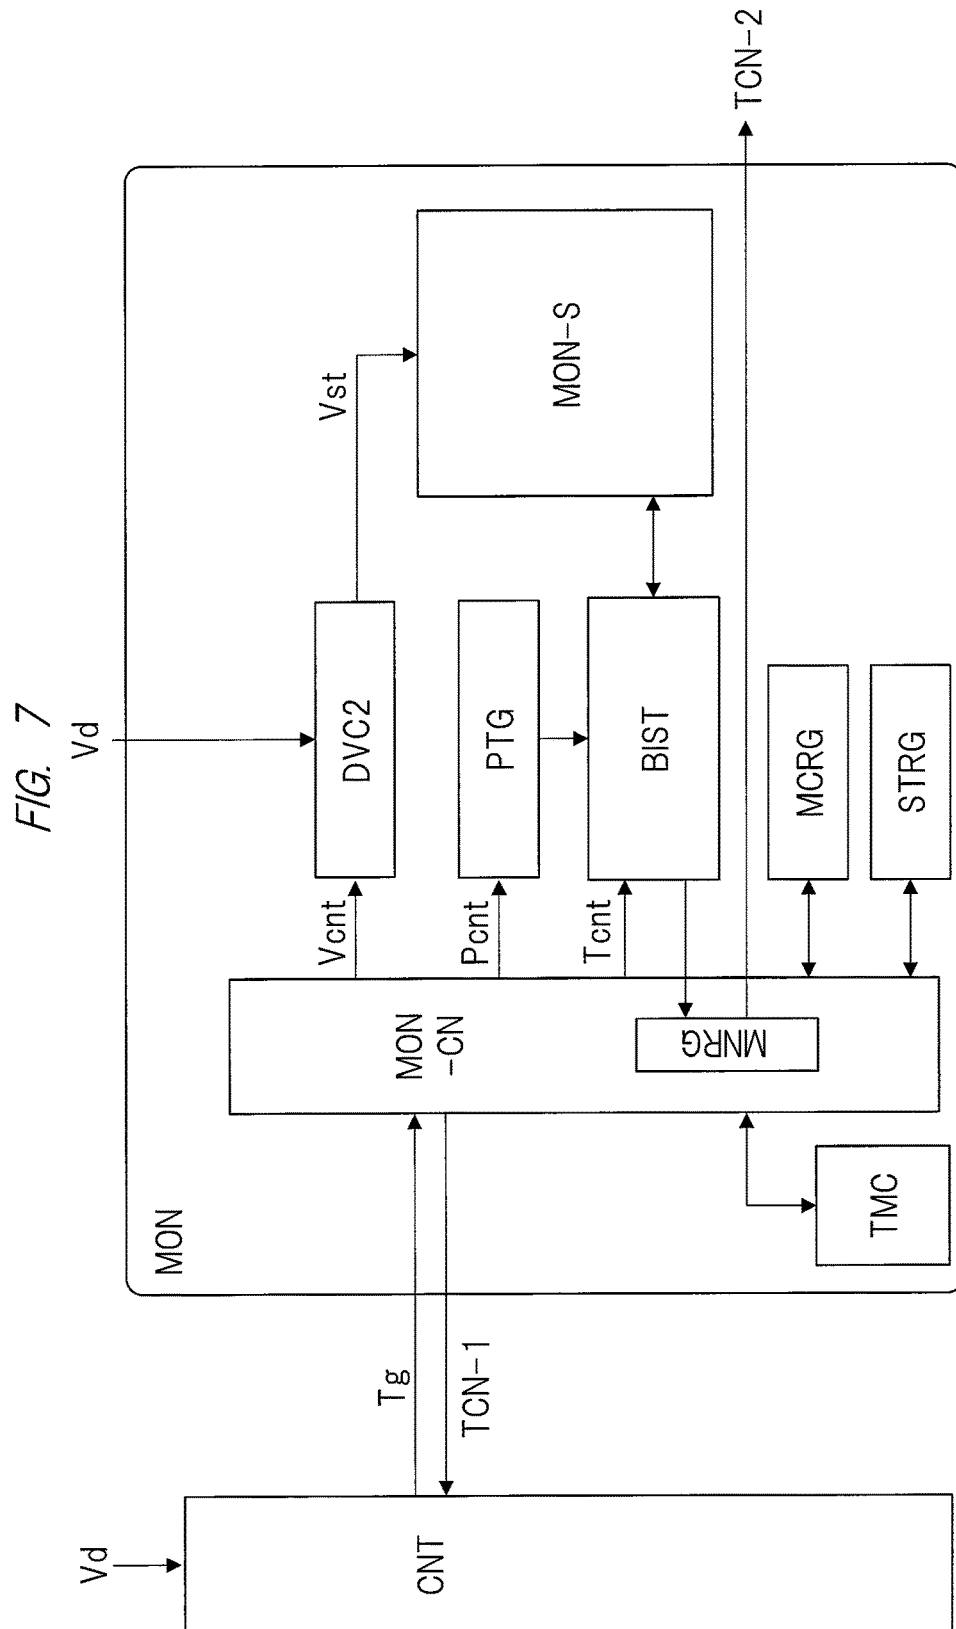 FIG. 7
Vd
CNT
Vd
Tg
TCN-1
MON
MON
-CN
MNRG
TMC
Vcnt
Pcnt
Tcnt
DVC2
PTG
BIST
MCRG
STRG
Vst
MON-S
TCN-2